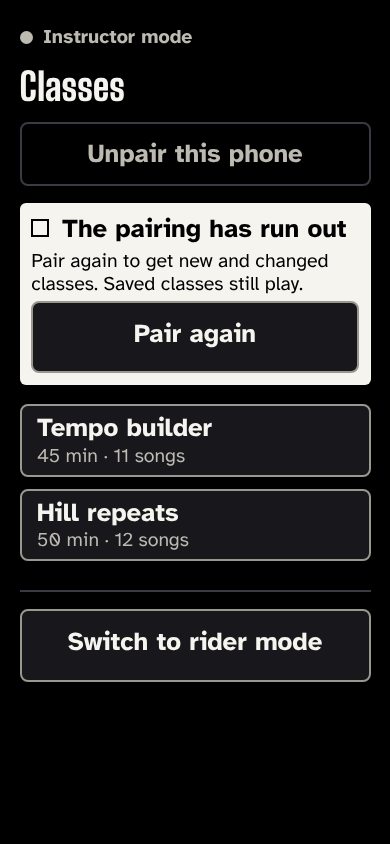 Instructor mode
Classes
Unpair this phone
The pairing has run out
Pair again to get new and changed
classes. Saved classes still play.
Pair again
Tempo builder
45 min · 11 songs
Hill repeats
50 min · 12 songs
Switch to rider mode